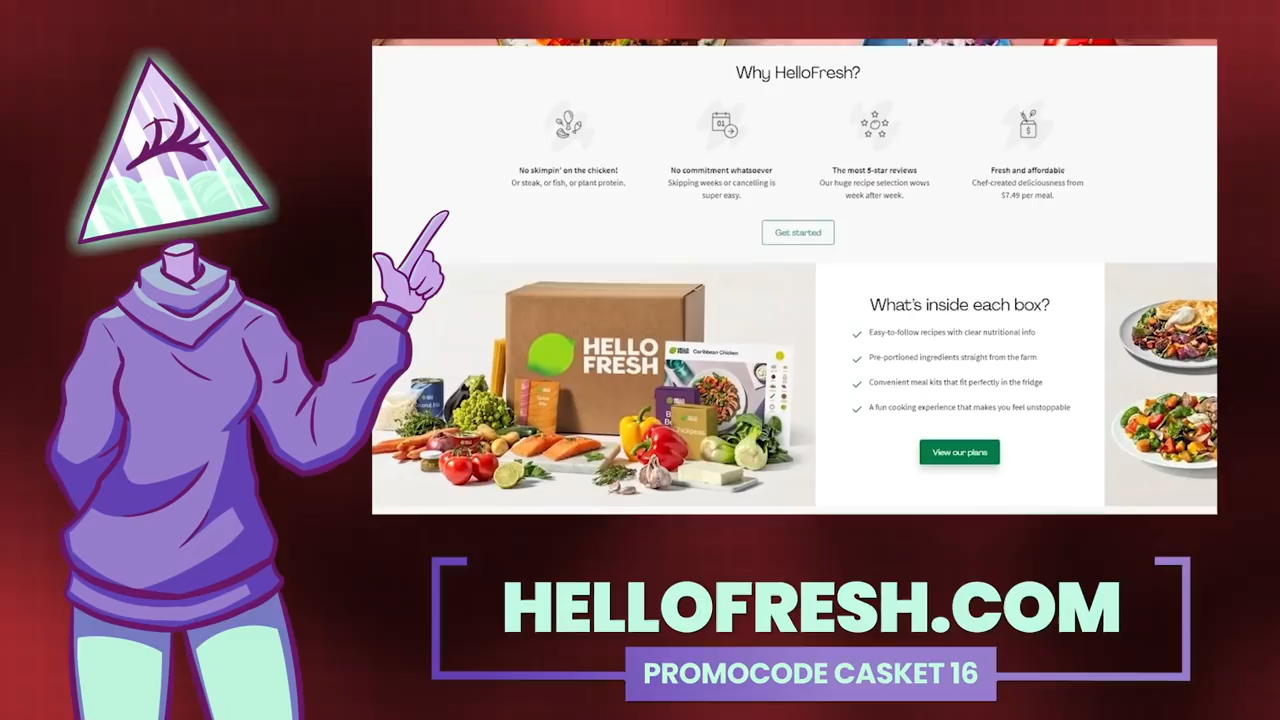 Why HelloFresh?
01
$
No skimpin' on the chicken!
Or steak, or fish, or plant protein.
No commitment whatsoever
Skipping weeks or cancelling is
super easy.
The most 5-star reviews
Our huge recipe selection wows
week after week.
Fresh and affordable
Chef-created deliciousness from
$7.49 per meal.
Get started
HELLO
FRESH
Caribbean Chicken
What's inside each box?
Easy-to-follow recipes with clear nutritional info
Pre-portioned ingredients straight from the farm
Convenient meal kits that fit perfectly in the fridge
A fun cooking experience that makes you feel unstoppable
View our plans
HELLOFRESH.COM
PROMOCODE CASKET 16